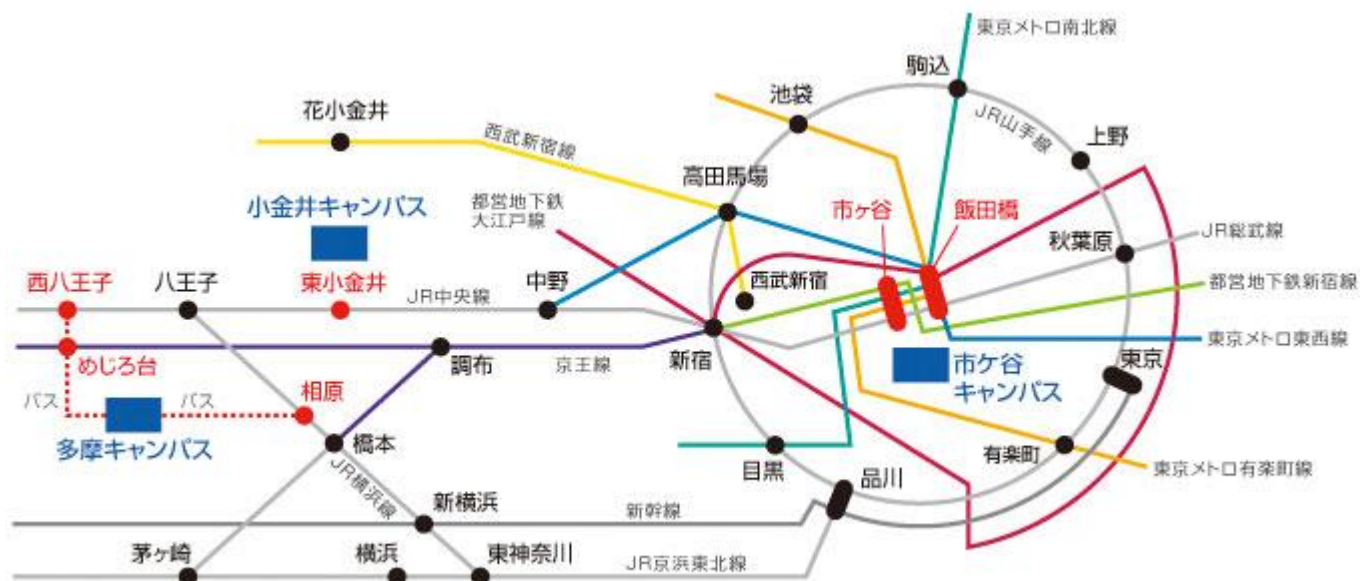 東京メトロ南北線
駒込
池袋
JR山手線
上野
花小金井
西武新宿線
高田馬場
都営地下鉄
大江戸線
小金井キャンパス
市ヶ谷
飯田橋
秋葉原
JR総武線
西八王子
八王子
東小金井
JR中央線
中野
西武新宿
都営地下鉄新宿線
めじろ台
調布
京王線
新宿
市ケ谷
キャンパス
東京
東京メトロ東西線
バス
バス
相原
多摩キャンパス
橋本
目黒
有楽町
東京メトロ有楽町線
JR横浜線
新横浜
新幹線
品川
茅ヶ崎
横浜
東神奈川
JR京浜東北線